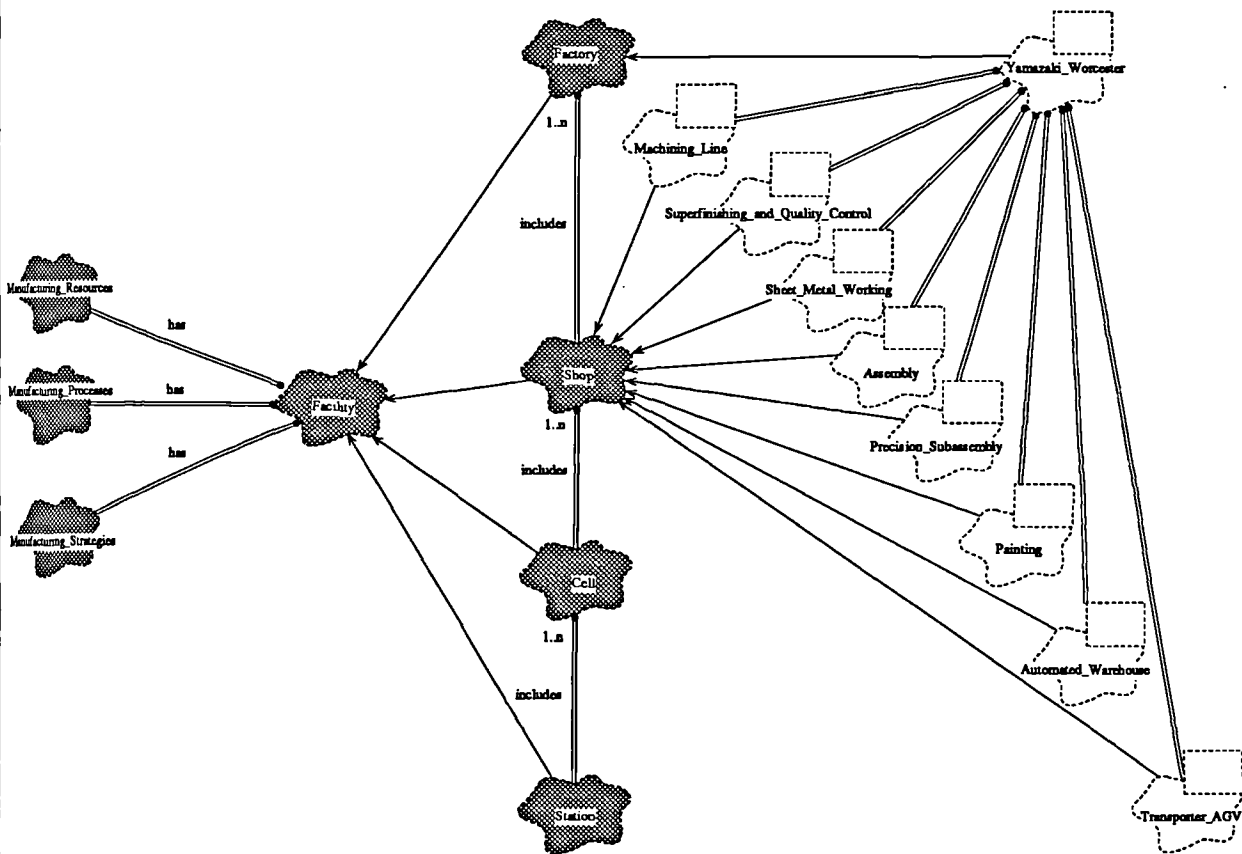 Factory
Yamazaki_Worcester
1..n
Machining_Line
includes
Superfinishing_and_Quality_Control
Manufacturing_Resources
Sheet_Metal_Working
has
Shop
Assembly
Manufacturing_Processes
has
Facility
1..n
Precision_Subassembly
has
includes
Manufacturing_Strategies
Painting
Cell
1..n
Automated_Warehouse
includes
Station
Transporter_AGV